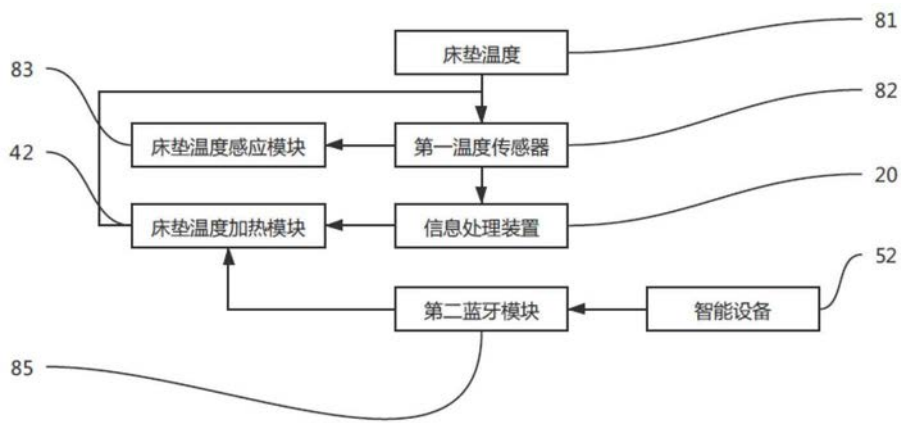 81
床垫温度
83
82
床垫温度感应模块
第一温度传感器
42
20
床垫温度加热模块
信息处理装置
52
第二蓝牙模块
智能设备
85